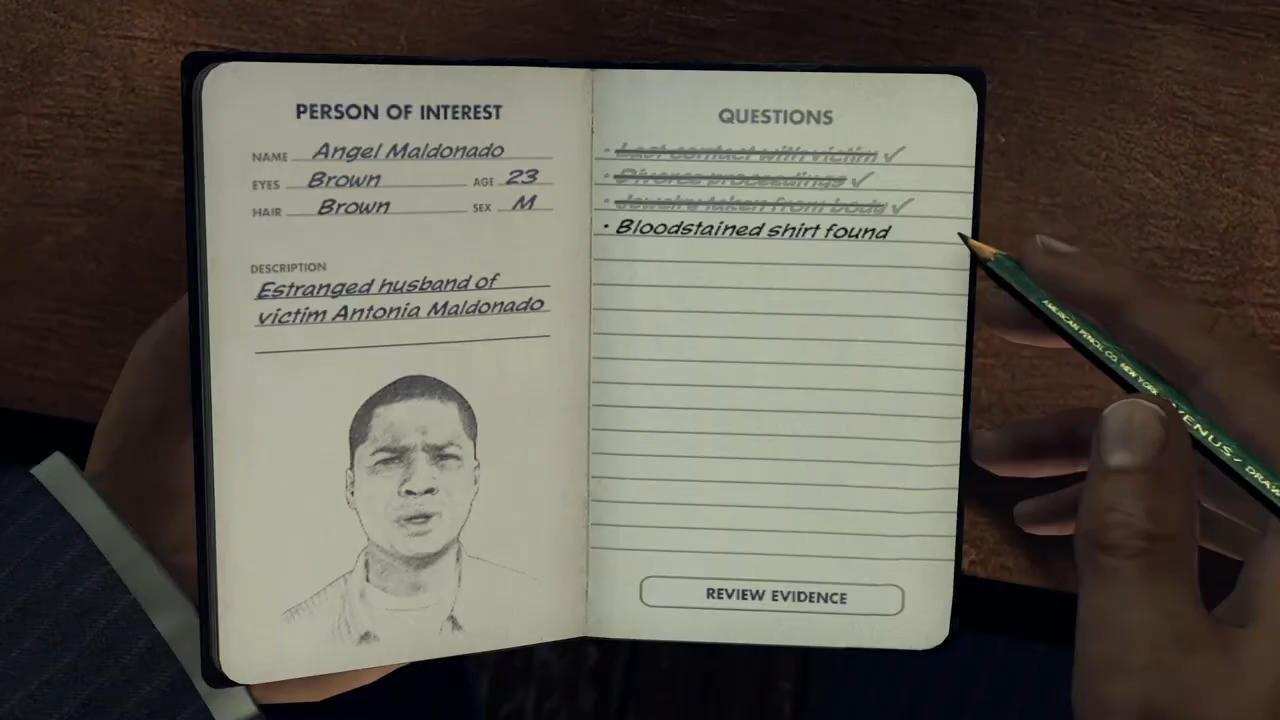 PERSON OF INTEREST
NAME Angel Maldonado
EYES Brown AGE 23
HAIR Brown SEX M
DESCRIPTION
Estranged husband of
victim Antonia Maldonado
QUESTIONS
• Last contact with victim ✓
• Divorce proceedings ✓
• Jewelry taken from body ✓
• Bloodstained shirt found
REVIEW EVIDENCE
AMERICAN PENCIL CO. NEW YORK VENUS / DRAW